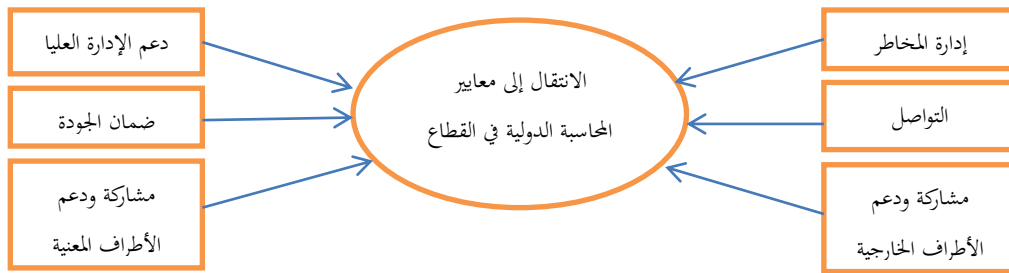 إدارة المخاطر
التواصل
مشاركة ودعم
الأطراف الخارجية
الانتقال إلى معايير
المحاسبة الدولية في القطاع
دعم الإدارة العليا
ضمان الجودة
مشاركة ودعم
الأطراف المعنية